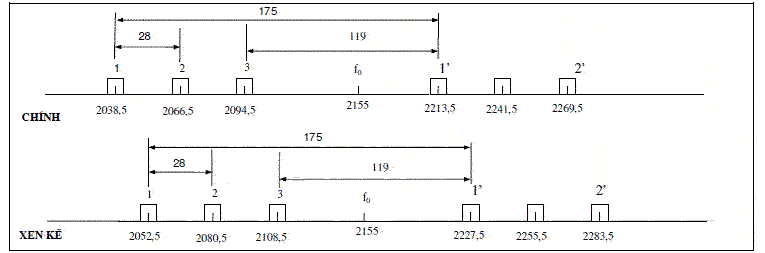 175
28
119
1 2 3 f₀ 1’ 2’
2038,5 2066,5 2094,5 2155 2213,5 2241,5 2269,5
CHÍNH
175
28
119
1 2 3 f₀ 1’ 2’
2052,5 2080,5 2108,5 2155 2227,5 2255,5 2283,5
XEN KẼ